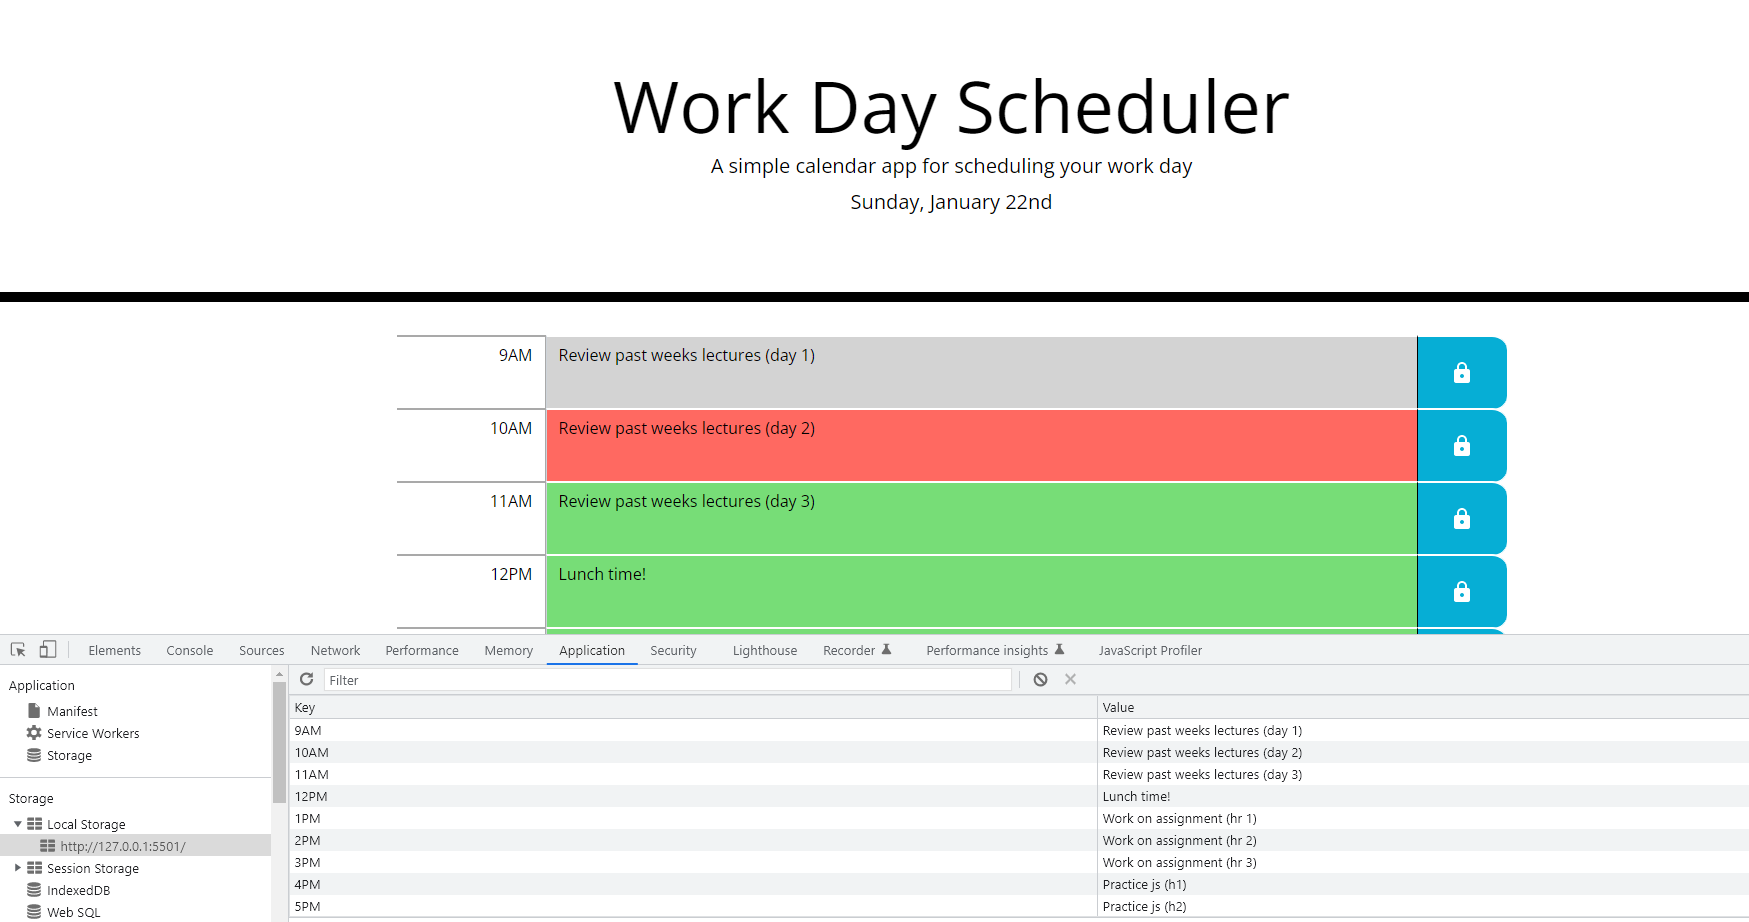 Work Day Scheduler
A simple calendar app for scheduling your work day
Sunday, January 22nd
9AM Review past weeks lectures (day 1)
10AM Review past weeks lectures (day 2)
11AM Review past weeks lectures (day 3)
12PM Lunch time!
Elements Console Sources Network Performance Memory Application Security Lighthouse Recorder Performance insights JavaScript Profiler
Application
Manifest
Service Workers
Storage
Storage
Local Storage
http://127.0.0.1:5501/
Session Storage
IndexedDB
Web SQL
Filter
Key Value
9AM Review past weeks lectures (day 1)
10AM Review past weeks lectures (day 2)
11AM Review past weeks lectures (day 3)
12PM Lunch time!
1PM Work on assignment (hr 1)
2PM Work on assignment (hr 2)
3PM Work on assignment (hr 3)
4PM Practice js (h1)
5PM Practice js (h2)